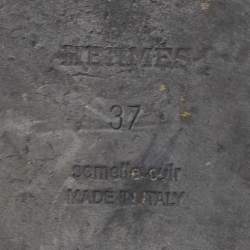 HERMES
37
semelle cuir
MADE IN ITALY